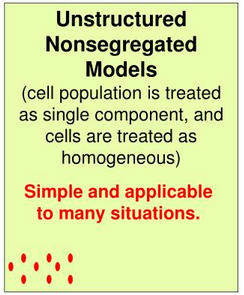 Unstructured
Nonsegregated
Models
(cell population is treated
as single component, and
cells are treated as
homogeneous)
Simple and applicable
to many situations.